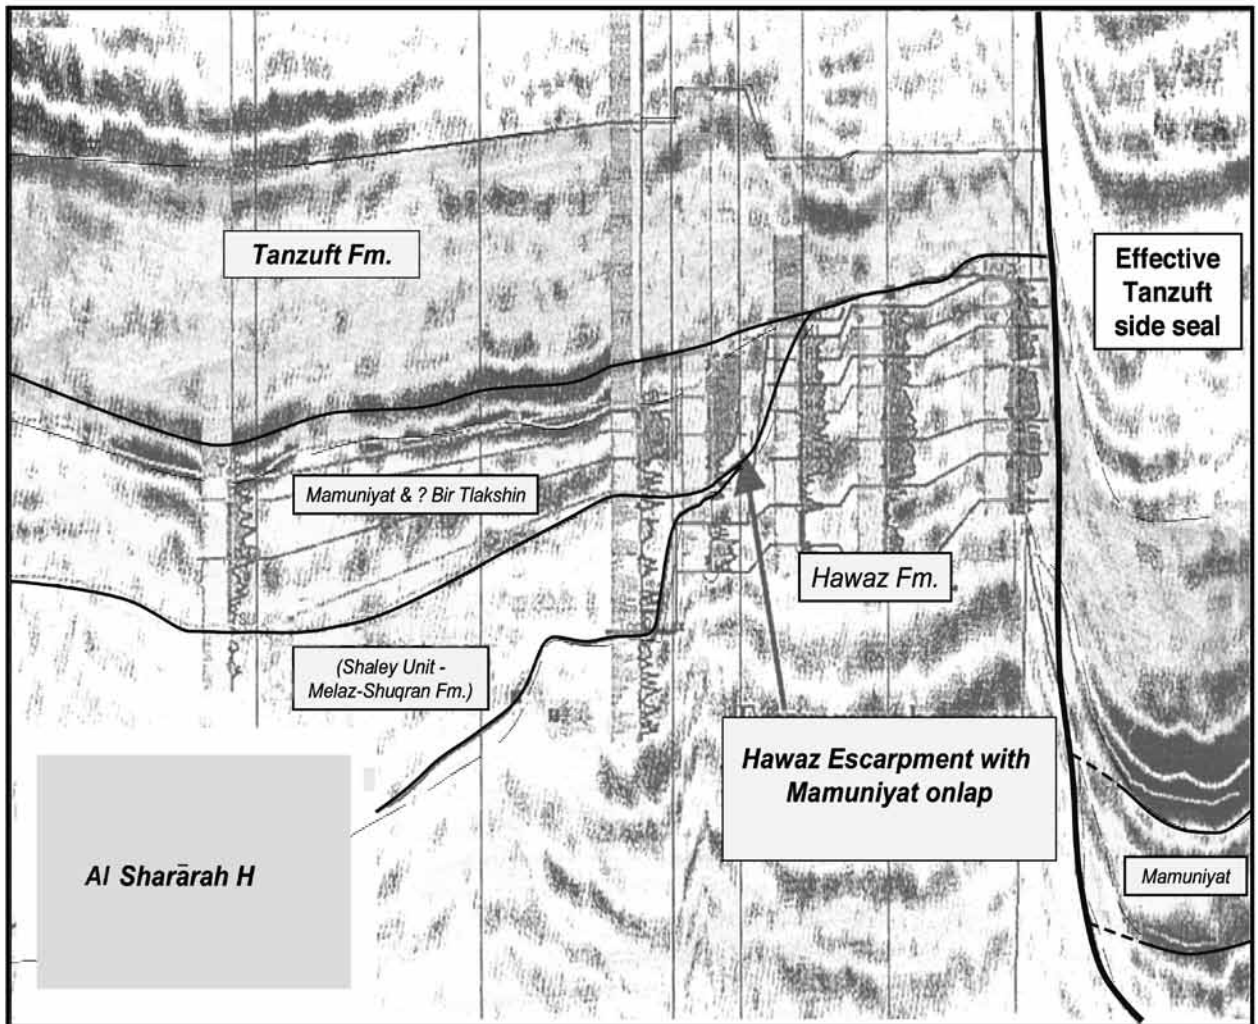 Tanzuft Fm.
Effective
Tanzuft
side seal
Mamuniyat & ? Bir Tlakshin
Hawaz Fm.
(Shaley Unit -
Melaz-Shuqran Fm.)
Hawaz Escarpment with
Mamuniyat onlap
Al Sharārah H
Mamuniyat